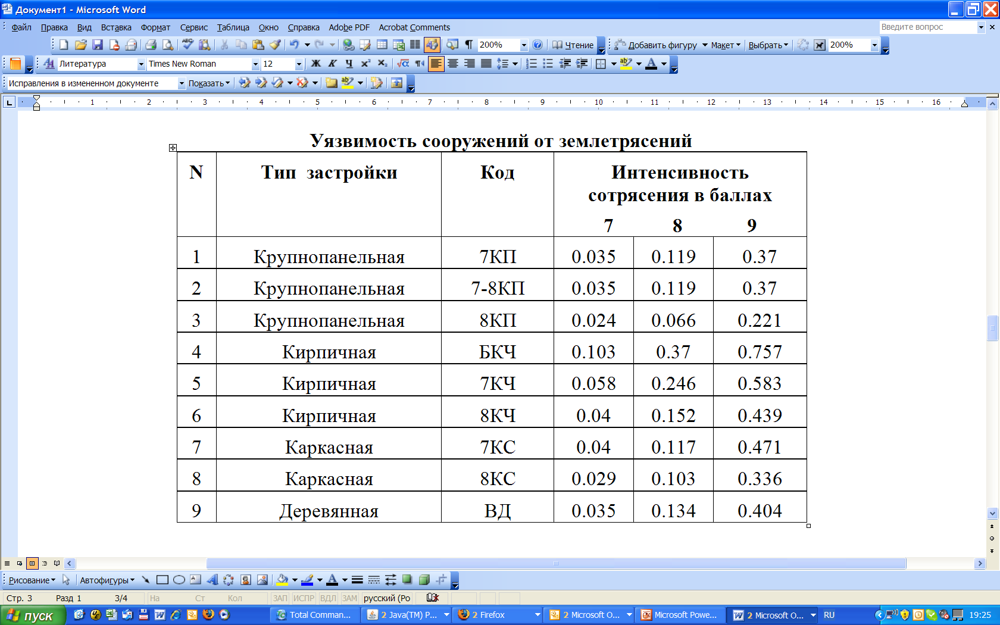 Документ1 - Microsoft Word
Файл Правка Вид Вставка Формат Сервис Таблица Окно Справка Adobe PDF Acrobat Comments Введите вопрос
200% Чтение Добавить фигуру Макет Выбрать 200%
Литература Times New Roman 12 Ж К Ч
Исправления в измененном документе Показать
1 2 3 4 5 6 7 8 9 10 11 12 13 14 15 16
Уязвимость сооружений от землетрясений
N Тип застройки Код Интенсивность
сотрясения в баллах
7 8 9
1 Крупнопанельная 7КП 0.035 0.119 0.37
2 Крупнопанельная 7-8КП 0.035 0.119 0.37
3 Крупнопанельная 8КП 0.024 0.066 0.221
4 Кирпичная БКЧ 0.103 0.37 0.757
5 Кирпичная 7КЧ 0.058 0.246 0.583
6 Кирпичная 8КЧ 0.04 0.152 0.439
7 Каркасная 7КС 0.04 0.117 0.471
8 Каркасная 8КС 0.029 0.103 0.336
9 Деревянная ВД 0.035 0.134 0.404
Рисование Автофигуры
Стр. 3 Разд 1 3/4 На Ст Кол ЗАП ИСПР ВДЛ ЗАМ русский (Ро
пуск Total Comman... 2 Java(TM) P... 2 Firefox 2 Microsoft O... Microsoft Powe... 2 Microsoft O... RU 19:25